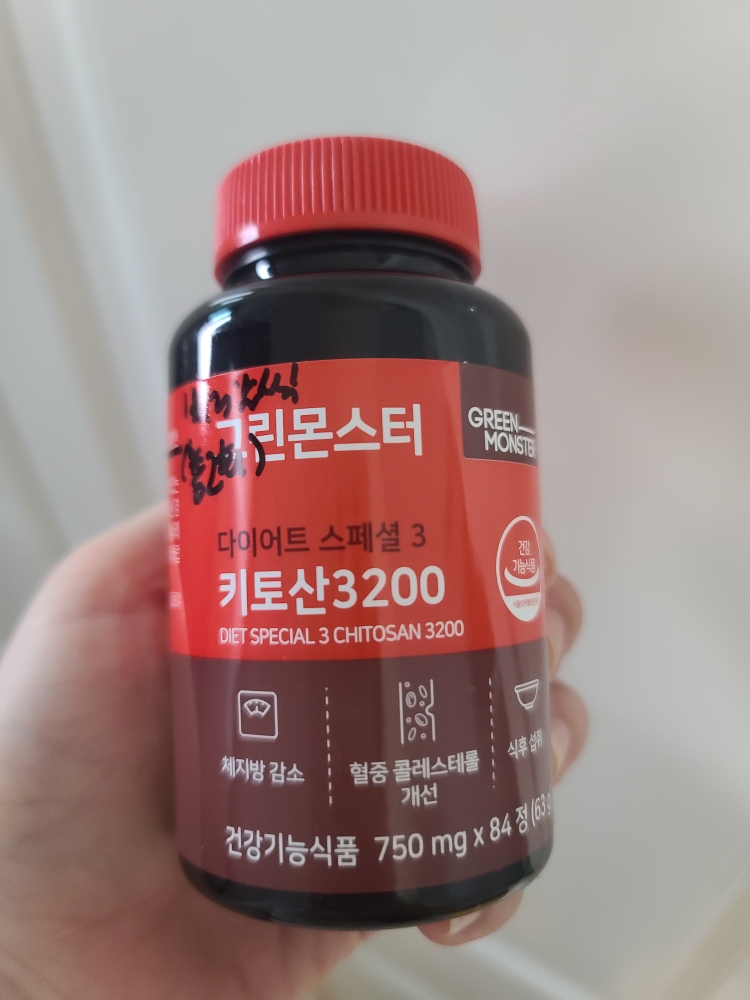 그린몬스터
GREEN
MONSTER
다이어트 스페셜 3
키토산3200
DIET SPECIAL 3 CHITOSAN 3200
건강
기능식품
체지방 감소
혈중 콜레스테롤
개선
식후 섭취
건강기능식품 750 mg x 84 정 (63 g